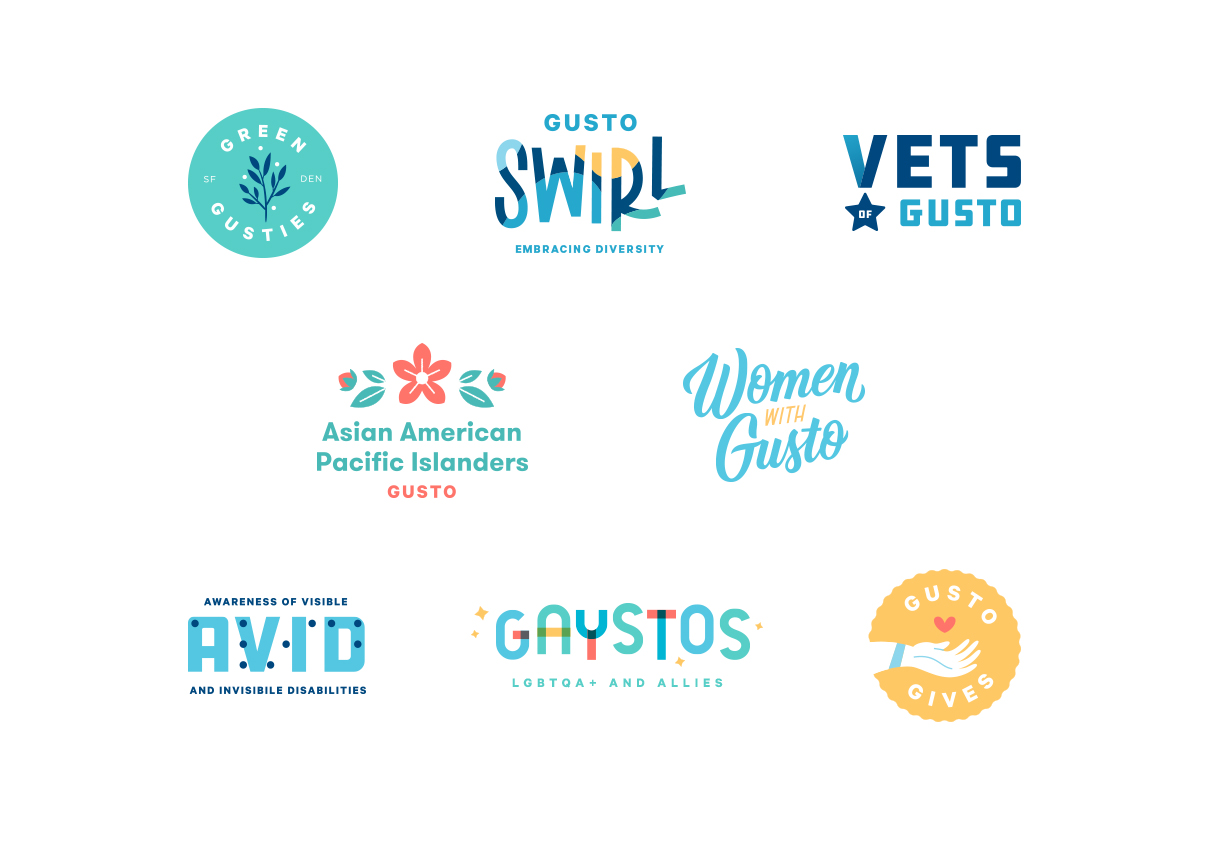 GREEN
SF DEN
GUSTIES
GUSTO
SWIRL
EMBRACING DIVERSITY
VETS
OF GUSTO
Asian American
Pacific Islanders
GUSTO
Women
WITH
Gusto
AWARENESS OF VISIBLE
AVID
AND INVISIBILE DISABILITIES
GAYSTOS
LGBTQA+ AND ALLIES
GUSTO
GIVES